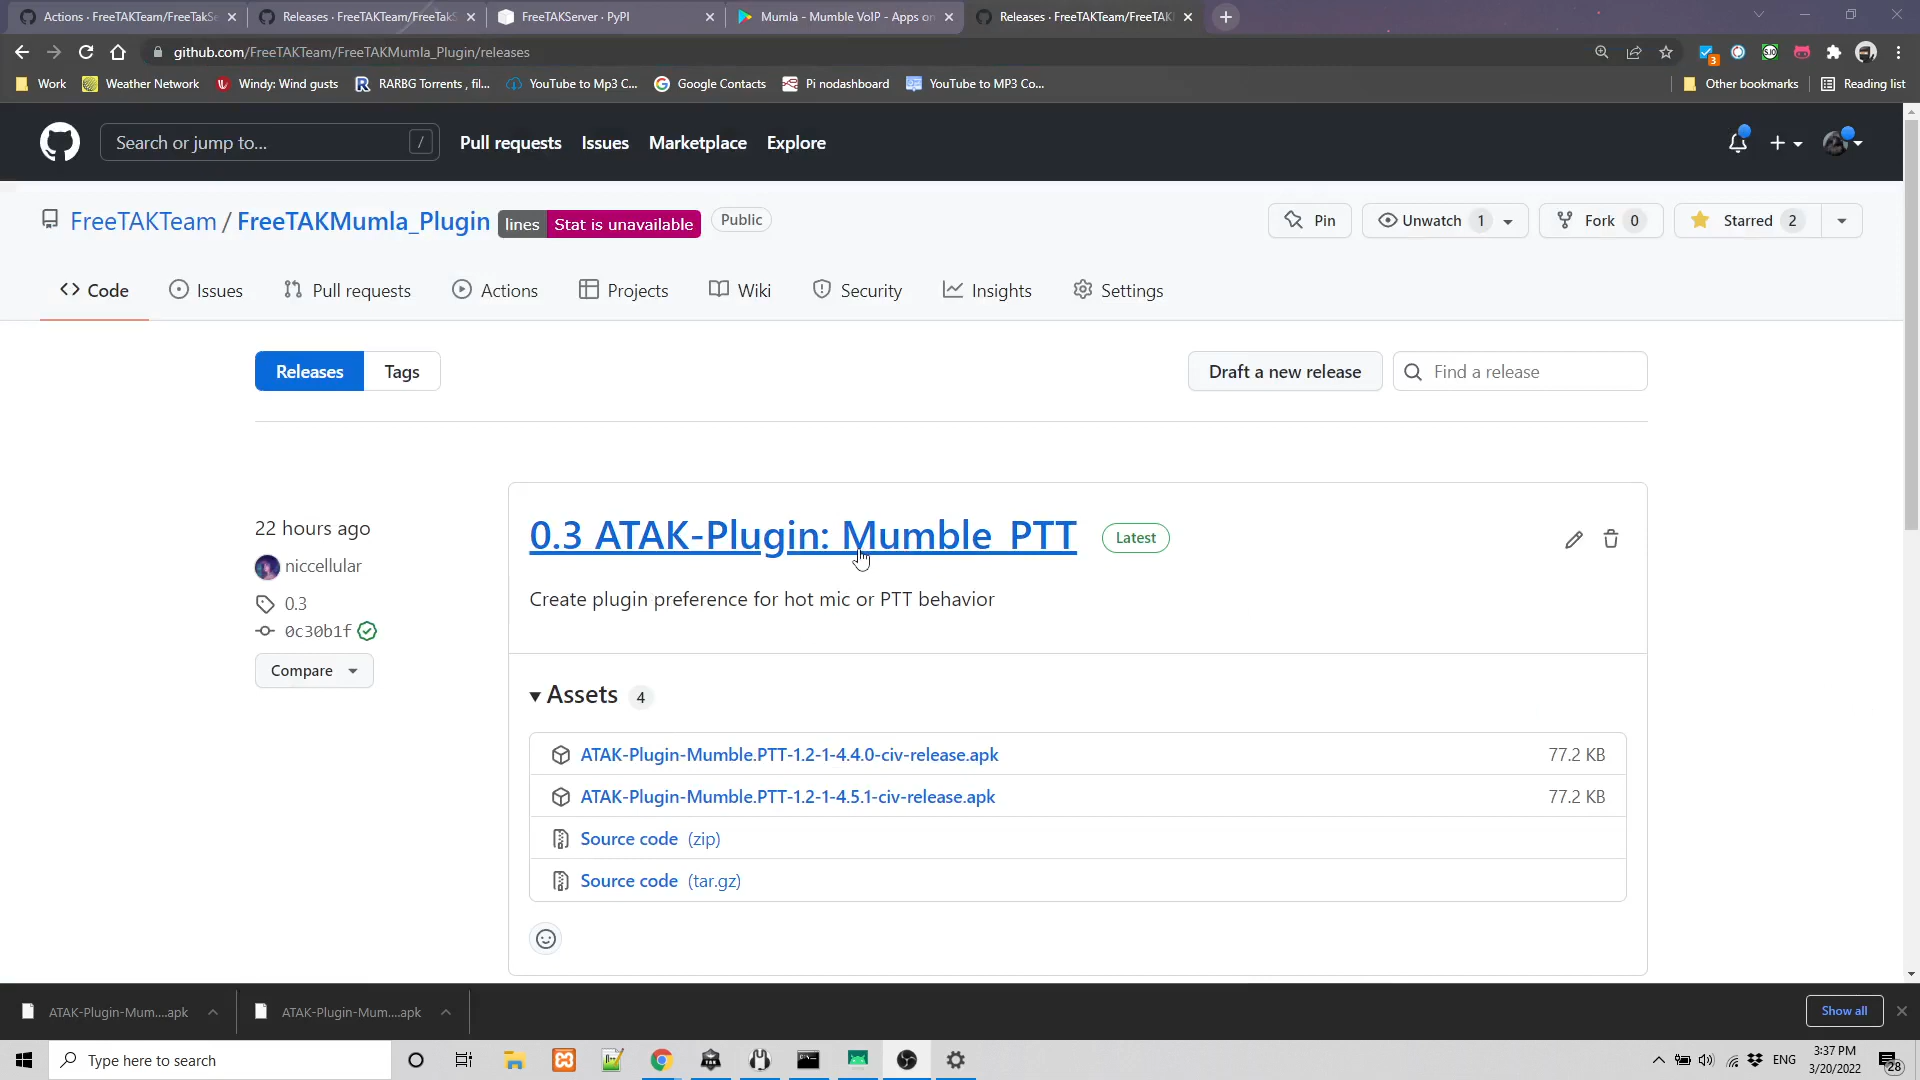 Actions · FreeTAKTeam/FreeTakSe
Releases · FreeTAKTeam/FreeTakS
FreeTAKServer · PyPI
Mumla - Mumble VoIP - Apps on
Releases · FreeTAKTeam/FreeTAK
github.com/FreeTAKTeam/FreeTAKMumla_Plugin/releases
3
Work
Weather Network
Windy: Wind gusts
RARBG Torrents , fil...
YouTube to Mp3 C...
Google Contacts
Pi nodashboard
YouTube to MP3 Co...
Other bookmarks
Reading list
Search or jump to...
/
Pull requests
Issues
Marketplace
Explore
FreeTAKTeam / FreeTAKMumla_Plugin
lines Stat is unavailable
Public
Pin
Unwatch 1
Fork 0
Starred 2
Code
Issues
Pull requests
Actions
Projects
Wiki
Security
Insights
Settings
Releases
Tags
Draft a new release
Find a release
22 hours ago
niccellular
0.3
0c30b1f
Compare
0.3 ATAK-Plugin: Mumble PTT
Latest
Create plugin preference for hot mic or PTT behavior
Assets 4
ATAK-Plugin-Mumble.PTT-1.2-1-4.4.0-civ-release.apk
77.2 KB
ATAK-Plugin-Mumble.PTT-1.2-1-4.5.1-civ-release.apk
77.2 KB
Source code (zip)
Source code (tar.gz)
ATAK-Plugin-Mum....apk
ATAK-Plugin-Mum....apk
Show all
Type here to search
ENG
3:37 PM
3/20/2022
28